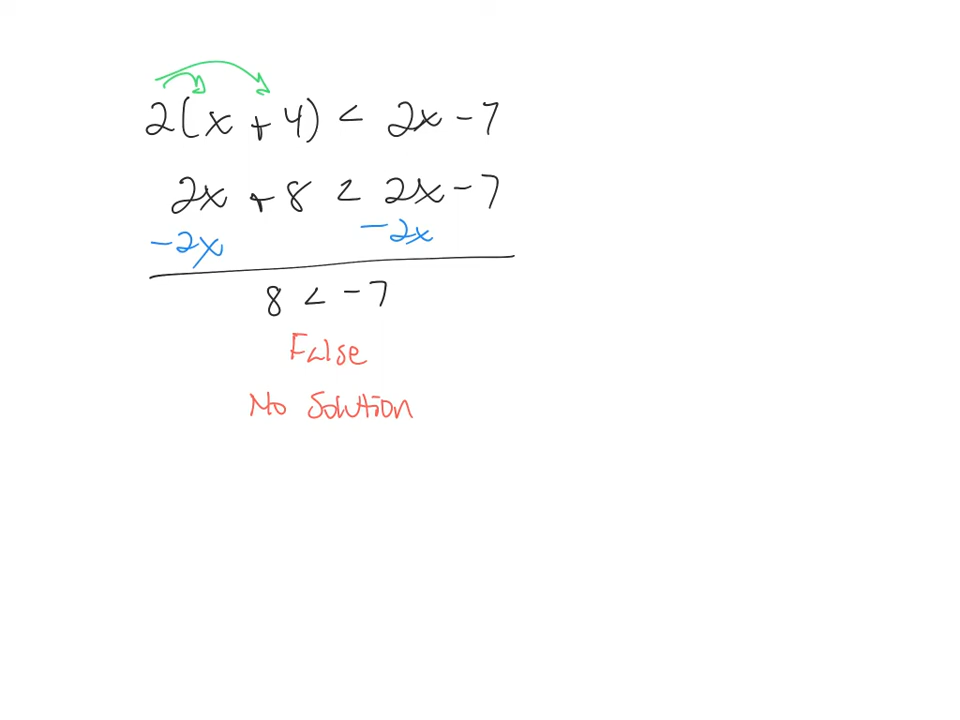 2(x + 4) < 2x - 7
2x + 8 < 2x - 7
-2x -2x
8 < -7
False
No Solution